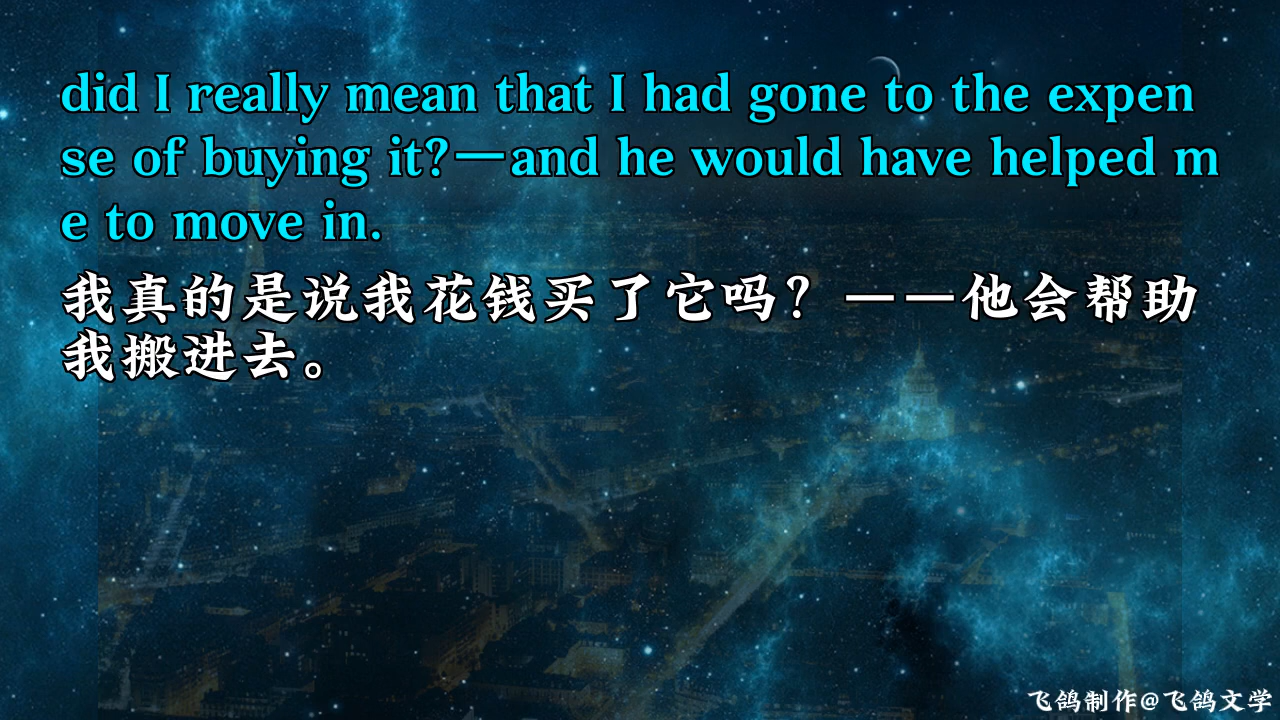 did I really mean that I had gone to the expen
se of buying it?—and he would have helped m
e to move in.
我真的是说我花钱买了它吗？——他会帮助
我搬进去。
飞鸽制作@飞鸽文学